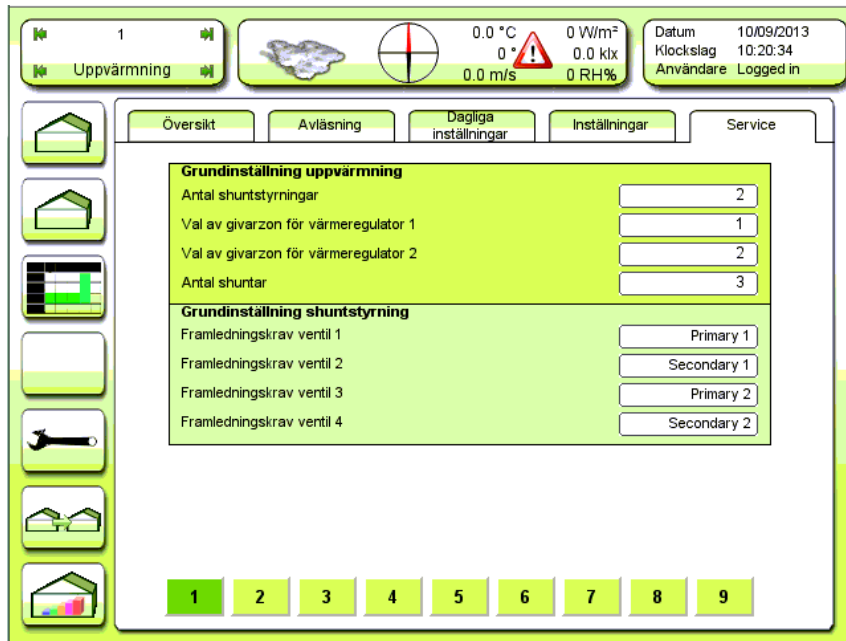 1
Uppvärmning
0.0 °C
0 °
0.0 m/s
0 W/m²
0.0 klx
0 RH%
Datum 10/09/2013
Klockslag 10:20:34
Användare Logged in
Översikt
Avläsning
Dagliga
inställningar
Inställningar
Service
Grundinställning uppvärmning
Antal shuntstyrningar 2
Val av givarzon för värmeregulator 1 1
Val av givarzon för värmeregulator 2 2
Antal shuntar 3
Grundinställning shuntstyrning
Framledningskrav ventil 1 Primary 1
Framledningskrav ventil 2 Secondary 1
Framledningskrav ventil 3 Primary 2
Framledningskrav ventil 4 Secondary 2
1 2 3 4 5 6 7 8 9